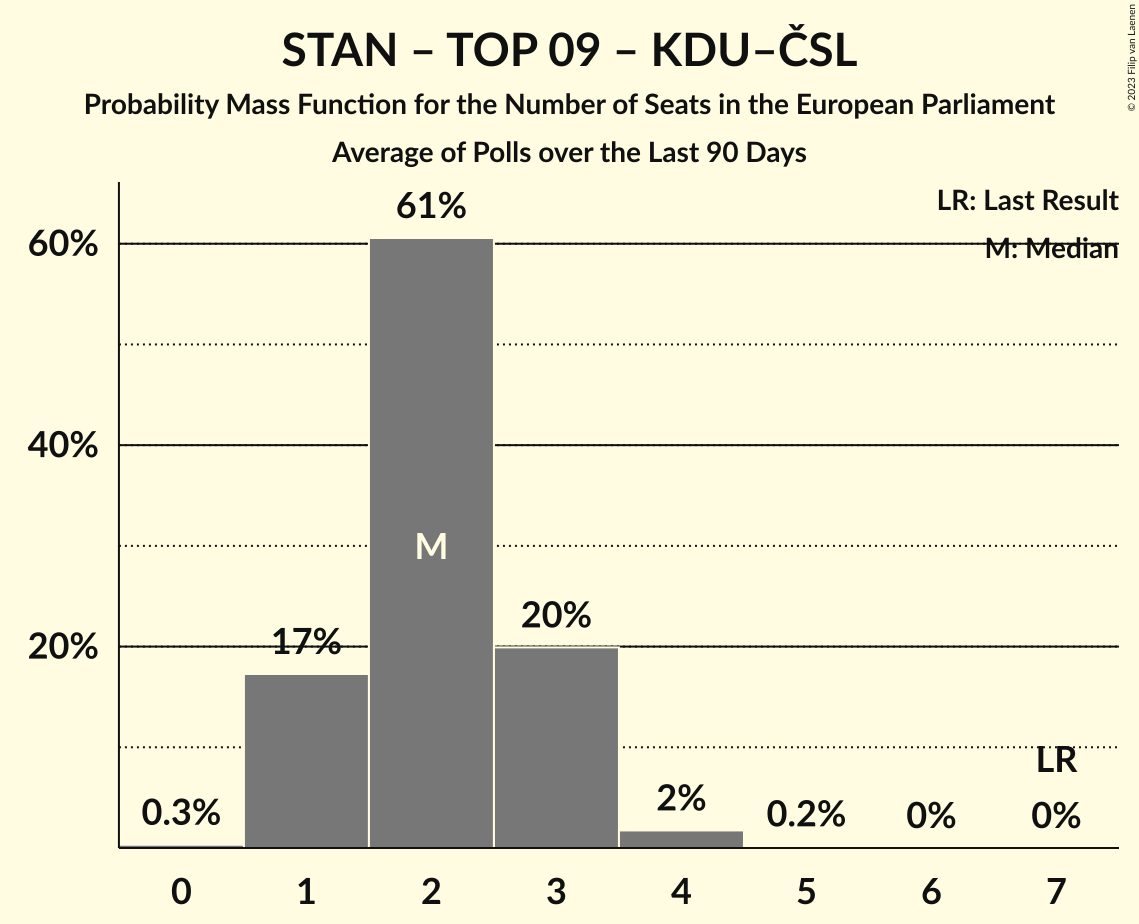 STAN – TOP 09 – KDU–ČSL
Probability Mass Function for the Number of Seats in the European Parliament
Average of Polls over the Last 90 Days
© 2023 Filip van Laenen
LR: Last Result
M: Median
61%
60%
40%
M
20%
17%
20%
LR
0.3%
2%
0.2%
0%
0%
0 1 2 3 4 5 6 7